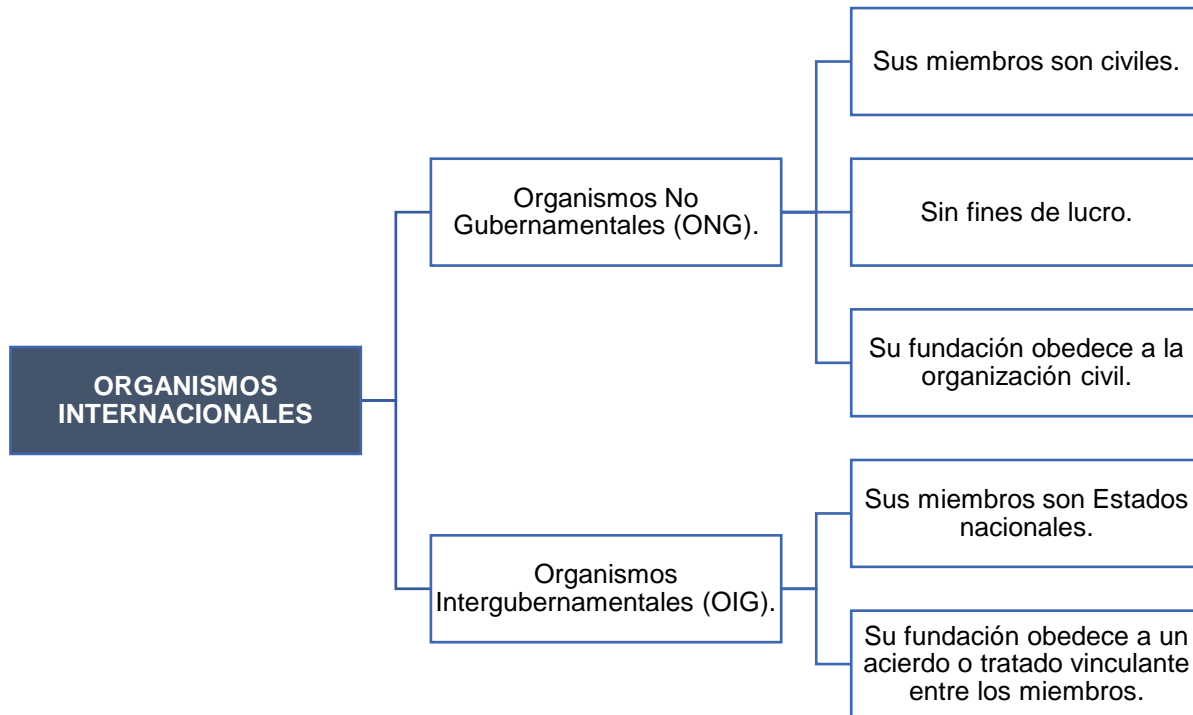 ORGANISMOS
INTERNACIONALES
Organismos No
Gubernamentales (ONG).
Sus miembros son civiles.
Sin fines de lucro.
Su fundación obedece a la
organización civil.
Organismos
Intergubernamentales (OIG).
Sus miembros son Estados
nacionales.
Su fundación obedece a un
acierdo o tratado vinculante
entre los miembros.